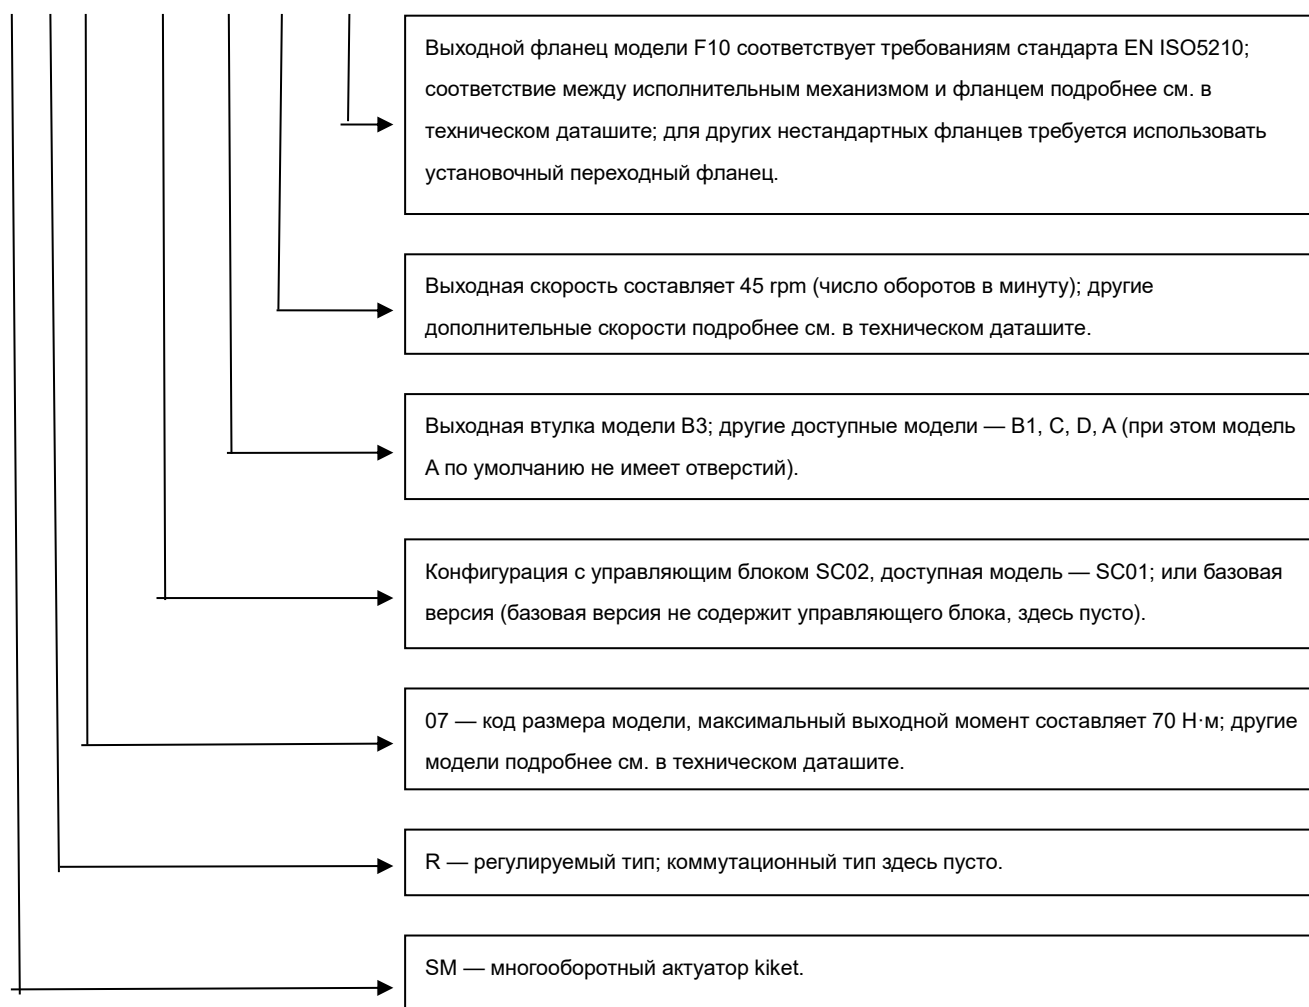 Выходной фланец модели F10 соответствует требованиям стандарта EN ISO5210;
соответствие между исполнительным механизмом и фланцем подробнее см. в
техническом даташите; для других нестандартных фланцев требуется использовать
установочный переходный фланец.
Выходная скорость составляет 45 rpm (число оборотов в минуту); другие
дополнительные скорости подробнее см. в техническом даташите.
Выходная втулка модели B3; другие доступные модели — B1, C, D, A (при этом модель
A по умолчанию не имеет отверстий).
Конфигурация с управляющим блоком SC02, доступная модель — SC01; или базовая
версия (базовая версия не содержит управляющего блока, здесь пусто).
07 — код размера модели, максимальный выходной момент составляет 70 Н·м; другие
модели подробнее см. в техническом даташите.
R — регулируемый тип; коммутационный тип здесь пусто.
SM — многооборотный актуатор kiket.